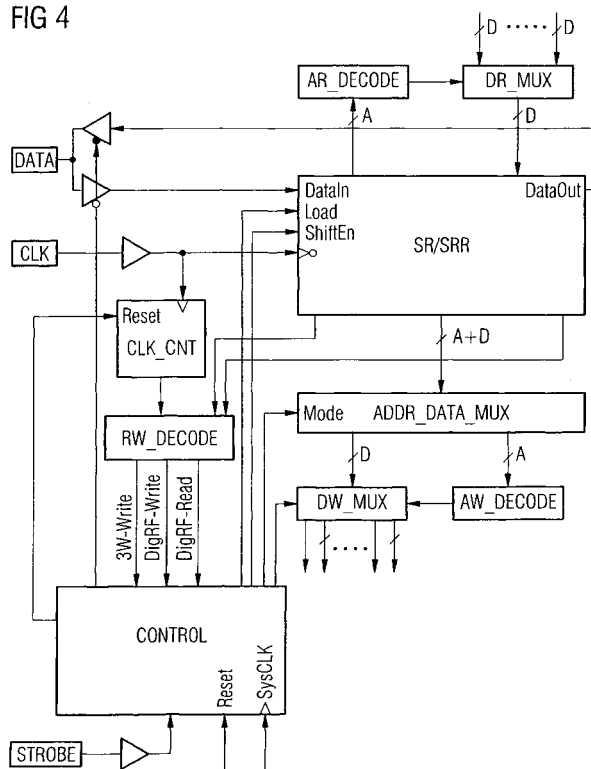 FIG 4
D ..... D
AR_DECODE
DR_MUX
A
D
DATA
DataIn
DataOut
Load
ShiftEn
SR/SRR
CLK
Reset
CLK_CNT
A+D
Mode ADDR_DATA_MUX
RW_DECODE
D
A
3W-Write
DigRF-Write
DigRF-Read
DW_MUX
AW_DECODE
....
CONTROL
Reset
SysCLK
STROBE